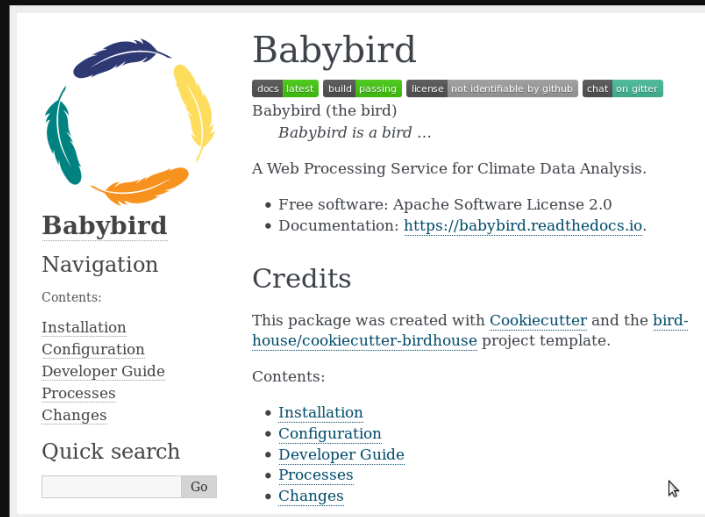 Babybird
Navigation
Contents:
Installation
Configuration
Developer Guide
Processes
Changes
Quick search
Go
Babybird
docs latest build passing license not identifiable by github chat on gitter
Babybird (the bird)
Babybird is a bird …
A Web Processing Service for Climate Data Analysis.
• Free software: Apache Software License 2.0
• Documentation: https://babybird.readthedocs.io.
Credits
This package was created with Cookiecutter and the bird-
house/cookiecutter-birdhouse project template.
Contents:
• Installation
• Configuration
• Developer Guide
• Processes
• Changes